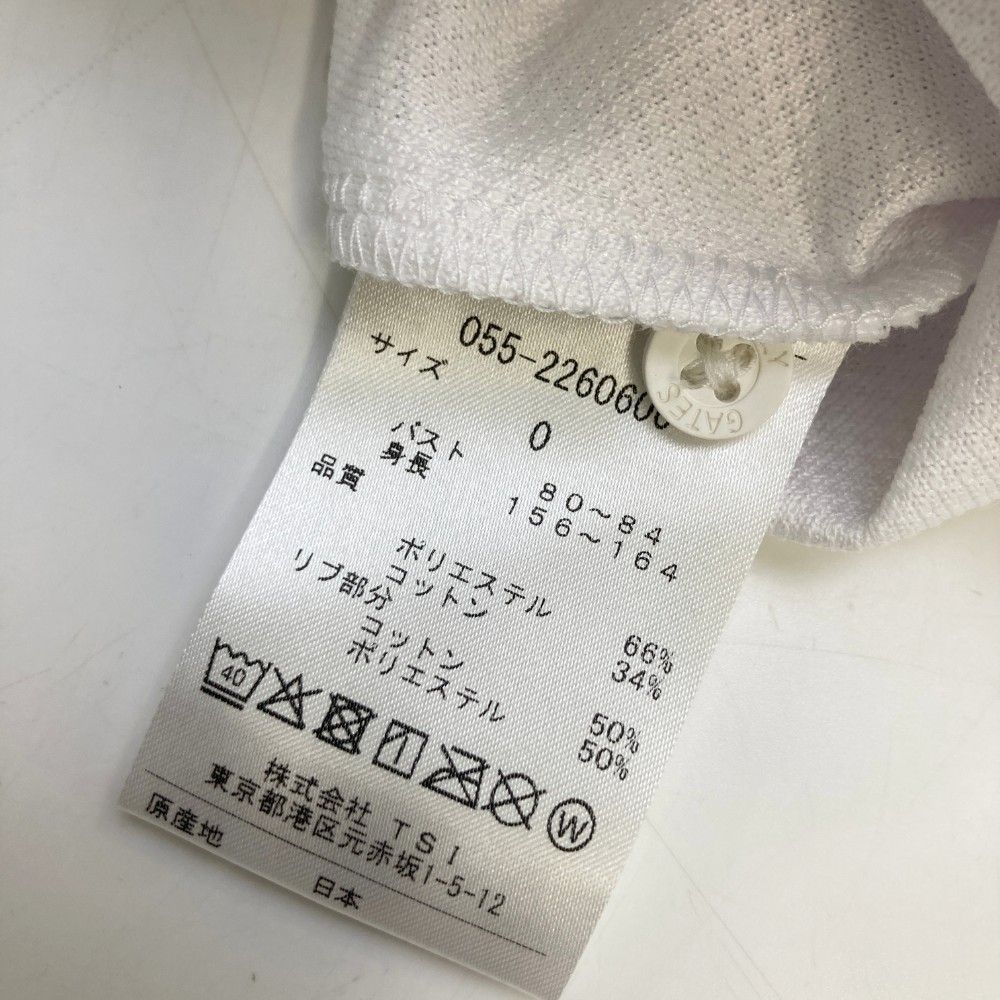 055-226060
サイズ
0
バスト 80~84
身長 156~164
品質
ポリエステル 66%
コットン 34%
リブ部分
コットン 50%
ポリエステル 50%
40
W
株式会社 TSI
東京都港区元赤坂1-5-12
原産地
日本
GATES